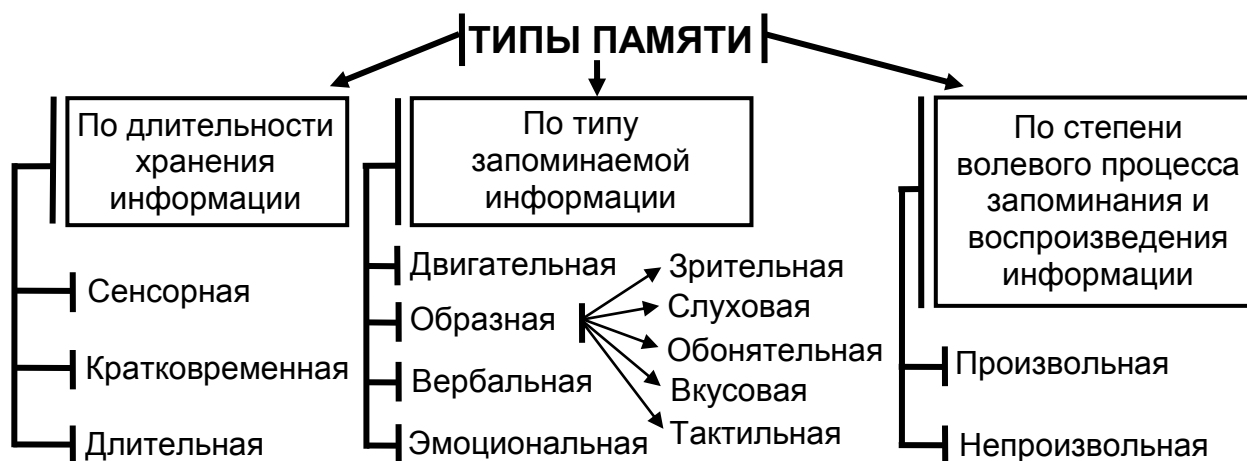 ТИПЫ ПАМЯТИ
По длительности
хранения
информации
Сенсорная
Кратковременная
Длительная
По типу
запоминаемой
информации
Двигательная
Образная
Вербальная
Эмоциональная
Зрительная
Слуховая
Обонятельная
Вкусовая
Тактильная
По степени
волевого процесса
запоминания и
воспроизведения
информации
Произвольная
Непроизвольная